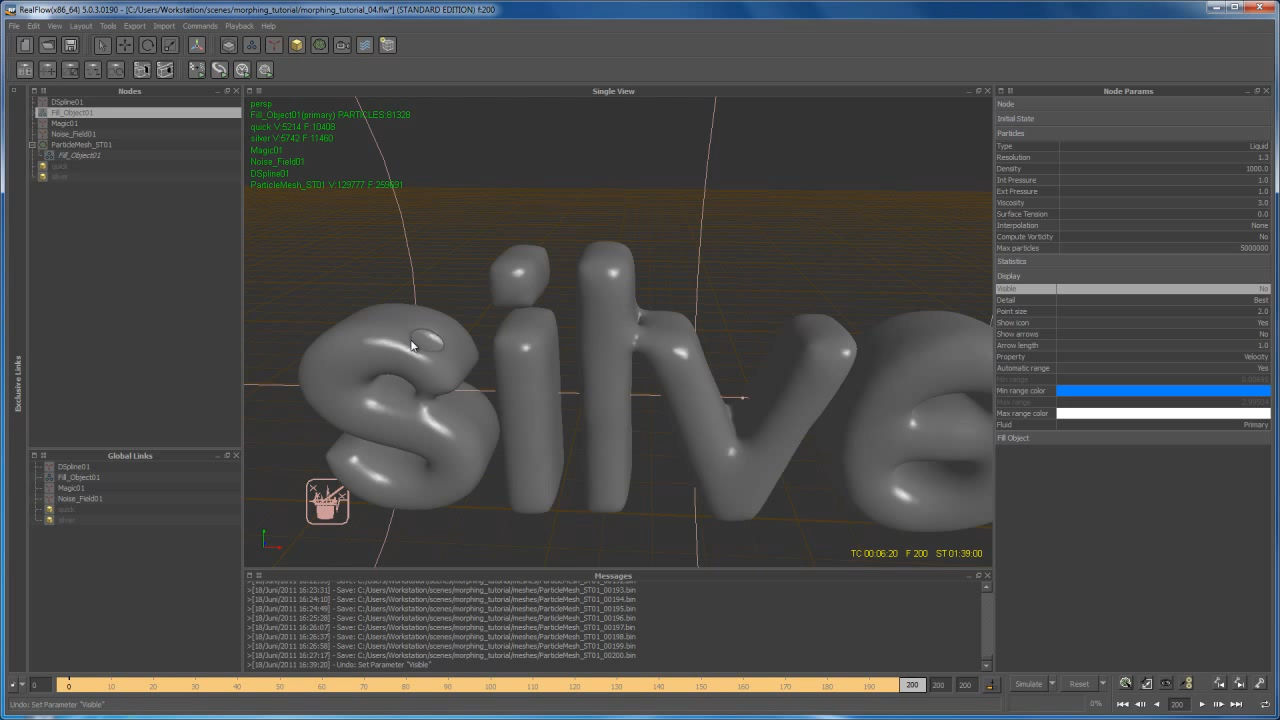 RealFlow(x86_64) 5.0.3.0190 - [C:/Users/Workstation/scenes/morphing_tutorial/morphing_tutorial_04.flw*] (STANDARD EDITION) f:200
File Edit View Layout Tools Export Import Commands Playback Help
Nodes
DSpline01
Fill_Object01
Magic01
Noise_Field01
ParticleMesh_ST01
Fill_Object01
quick
silver
Exclusive Links
Global Links
DSpline01
Fill_Object01
Magic01
Noise_Field01
quick
silver
Single View
persp
Fill_Object01(primary) PARTICLES:81328
quick V:5214 F:10408
silver V:5742 F:11460
Magic01
Noise_Field01
DSpline01
ParticleMesh_ST01 V:129777 F:259691
silve
TC 00:06:20 F 200 ST 01:39:00
Messages
>[18/Juni/2011 16:23:31] - Save: C:/Users/Workstation/scenes/morphing_tutorial/meshes/ParticleMesh_ST01_00193.bin
>[18/Juni/2011 16:24:10] - Save: C:/Users/Workstation/scenes/morphing_tutorial/meshes/ParticleMesh_ST01_00194.bin
>[18/Juni/2011 16:24:49] - Save: C:/Users/Workstation/scenes/morphing_tutorial/meshes/ParticleMesh_ST01_00195.bin
>[18/Juni/2011 16:25:28] - Save: C:/Users/Workstation/scenes/morphing_tutorial/meshes/ParticleMesh_ST01_00196.bin
>[18/Juni/2011 16:26:07] - Save: C:/Users/Workstation/scenes/morphing_tutorial/meshes/ParticleMesh_ST01_00197.bin
>[18/Juni/2011 16:26:37] - Save: C:/Users/Workstation/scenes/morphing_tutorial/meshes/ParticleMesh_ST01_00198.bin
>[18/Juni/2011 16:26:58] - Save: C:/Users/Workstation/scenes/morphing_tutorial/meshes/ParticleMesh_ST01_00199.bin
>[18/Juni/2011 16:27:17] - Save: C:/Users/Workstation/scenes/morphing_tutorial/meshes/ParticleMesh_ST01_00200.bin
>[18/Juni/2011 16:39:20] - Undo: Set Parameter "Visible"
Node Params
Node
Initial State
Particles
Type Liquid
Resolution 1.3
Density 1000.0
Int Pressure 1.0
Ext Pressure 1.0
Viscosity 3.0
Surface Tension 0.0
Interpolation None
Compute Vorticity No
Max particles 5000000
Statistics
Display
Visible No
Detail Best
Point size 2.0
Show icon Yes
Show arrows No
Arrow length 1.0
Property Velocity
Automatic range Yes
Min range
Min range color
Max range
Max range color
Fluid Primary
Fill Object
0 0 10 20 30 40 50 60 70 80 90 100 110 120 130 140 150 160 170 180 190 200 200 200
Simulate Reset
Undo: Set Parameter "Visible"
0% 200